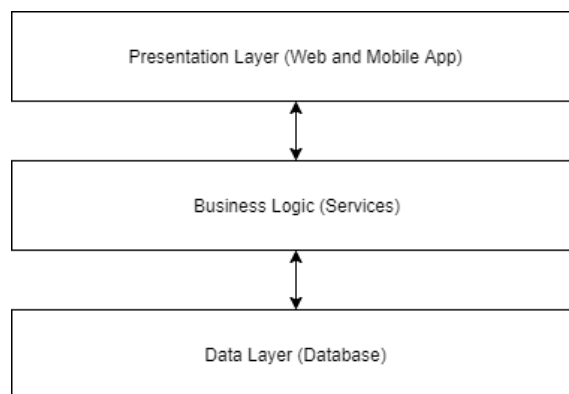 Presentation Layer (Web and Mobile App)
Business Logic (Services)
Data Layer (Database)